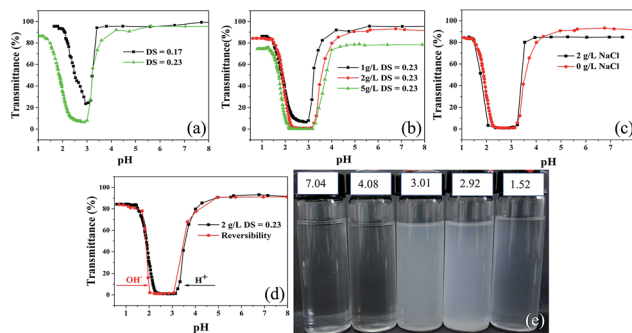 Transmittance (%)
100
80
60
40
20
0
DS = 0.17
DS = 0.23
(a)
1 2 3 4 5 6 7 8
pH
Transmittance (%)
100
80
60
40
20
0
1g/L DS = 0.23
2g/L DS = 0.23
5g/L DS = 0.23
(b)
1 2 3 4 5 6 7 8
pH
Transmittance (%)
100
80
60
40
20
0
2 g/L NaCl
0 g/L NaCl
(c)
1 2 3 4 5 6 7
pH
Transmittance (%)
100
80
60
40
20
0
2 g/L DS = 0.23
Reversibility
OH⁻
H⁺
(d)
1 2 3 4 5 6 7 8
pH
7.04 4.08 3.01 2.92 1.52
(e)